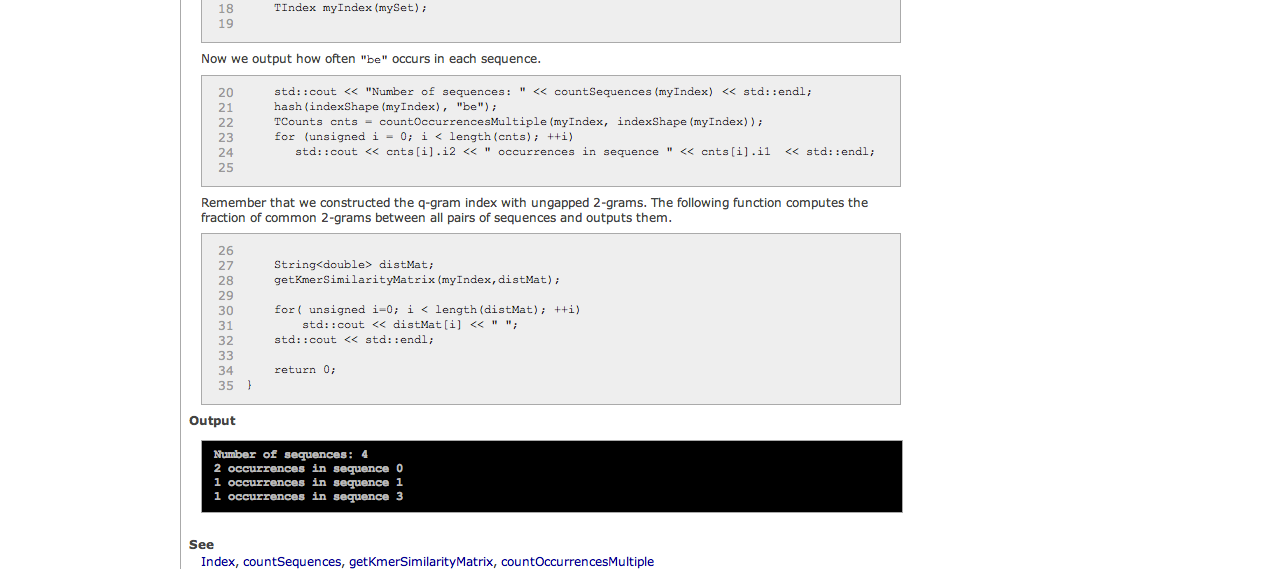 18 TIndex myIndex(mySet);
19
Now we output how often "be" occurs in each sequence.
20 std::cout << "Number of sequences: " << countSequences(myIndex) << std::endl;
21 hash(indexShape(myIndex), "be");
22 TCounts cnts = countOccurrencesMultiple(myIndex, indexShape(myIndex));
23 for (unsigned i = 0; i < length(cnts); ++i)
24 std::cout << cnts[i].i2 << " occurrences in sequence " << cnts[i].i1 << std::endl;
25
Remember that we constructed the q-gram index with ungapped 2-grams. The following function computes the
fraction of common 2-grams between all pairs of sequences and outputs them.
26
27 String<double> distMat;
28 getKmerSimilarityMatrix(myIndex,distMat);
29
30 for( unsigned i=0; i < length(distMat); ++i)
31 std::cout << distMat[i] << " ";
32 std::cout << std::endl;
33
34 return 0;
35 }
Output
Number of sequences: 4
2 occurrences in sequence 0
1 occurrences in sequence 1
1 occurrences in sequence 3
See
Index, countSequences, getKmerSimilarityMatrix, countOccurrencesMultiple